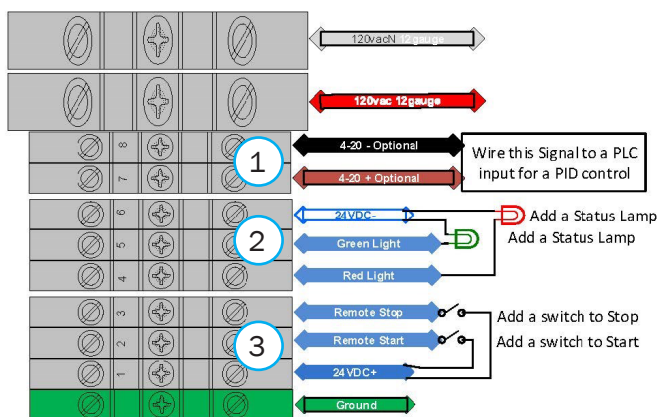 120vacN 12gauge
120vac 12gauge
8
4-20 - Optional
7
4-20 + Optional
1
Wire this Signal to a PLC
input for a PID control
6
24VDC-
Add a Status Lamp
5
Green Light
Add a Status Lamp
2
4
Red Light
3
Remote Stop
Add a switch to Stop
2
Remote Start
Add a switch to Start
3
1
24VDC+
Ground